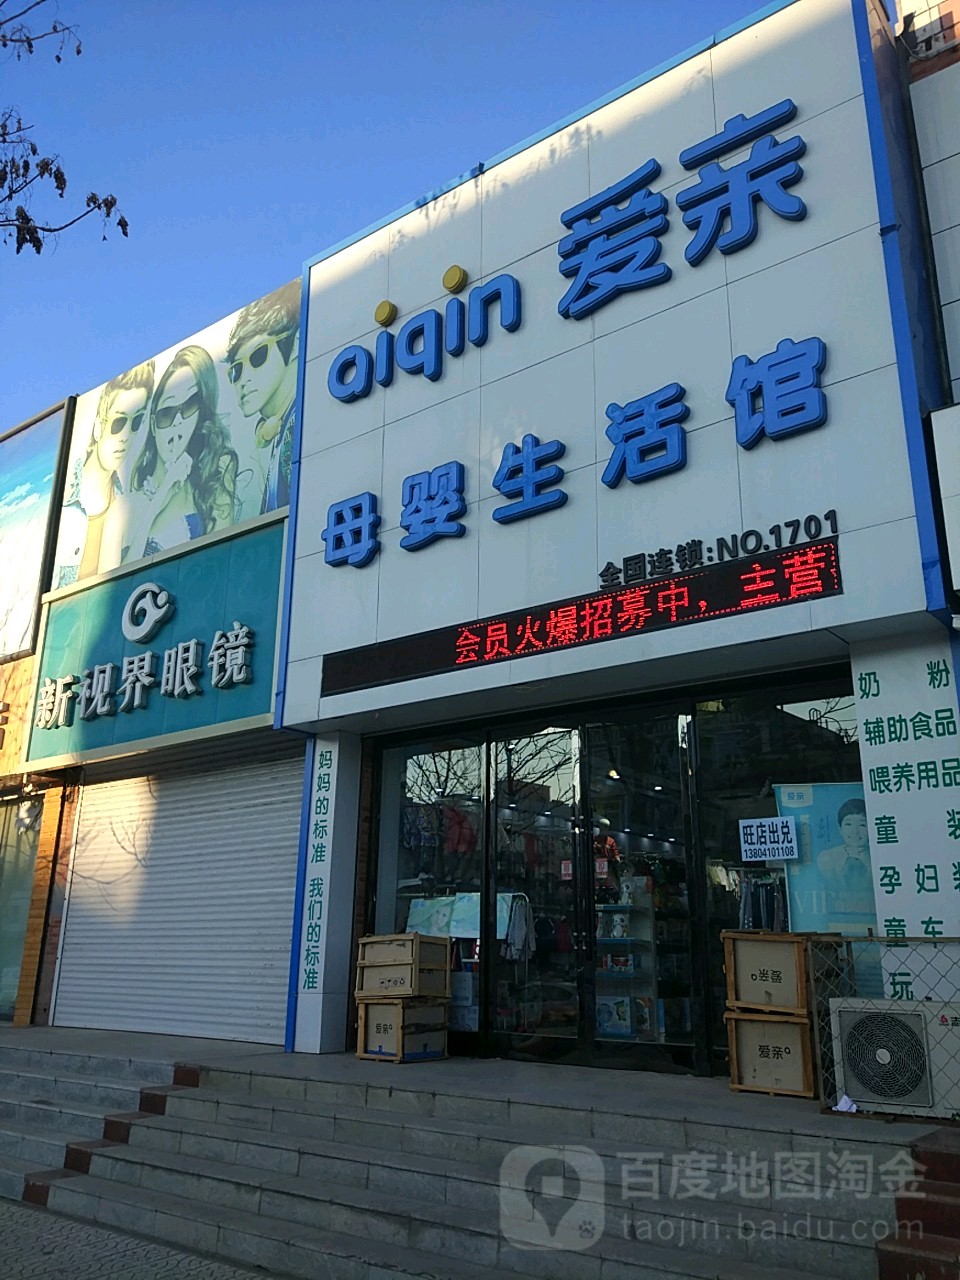 aiqin 爱亲
母婴生活馆
全国连锁:NO.1701
会员火爆招募中，主营
新视界眼镜
妈妈的标准 我们的标准
奶粉
辅助食品
喂养用品
童装
孕妇装
童车
玩
爱亲
旺店出兑
13804101108
VIP
爱亲
爱亲
爱亲
百度地图淘金
taojin.baidu.com